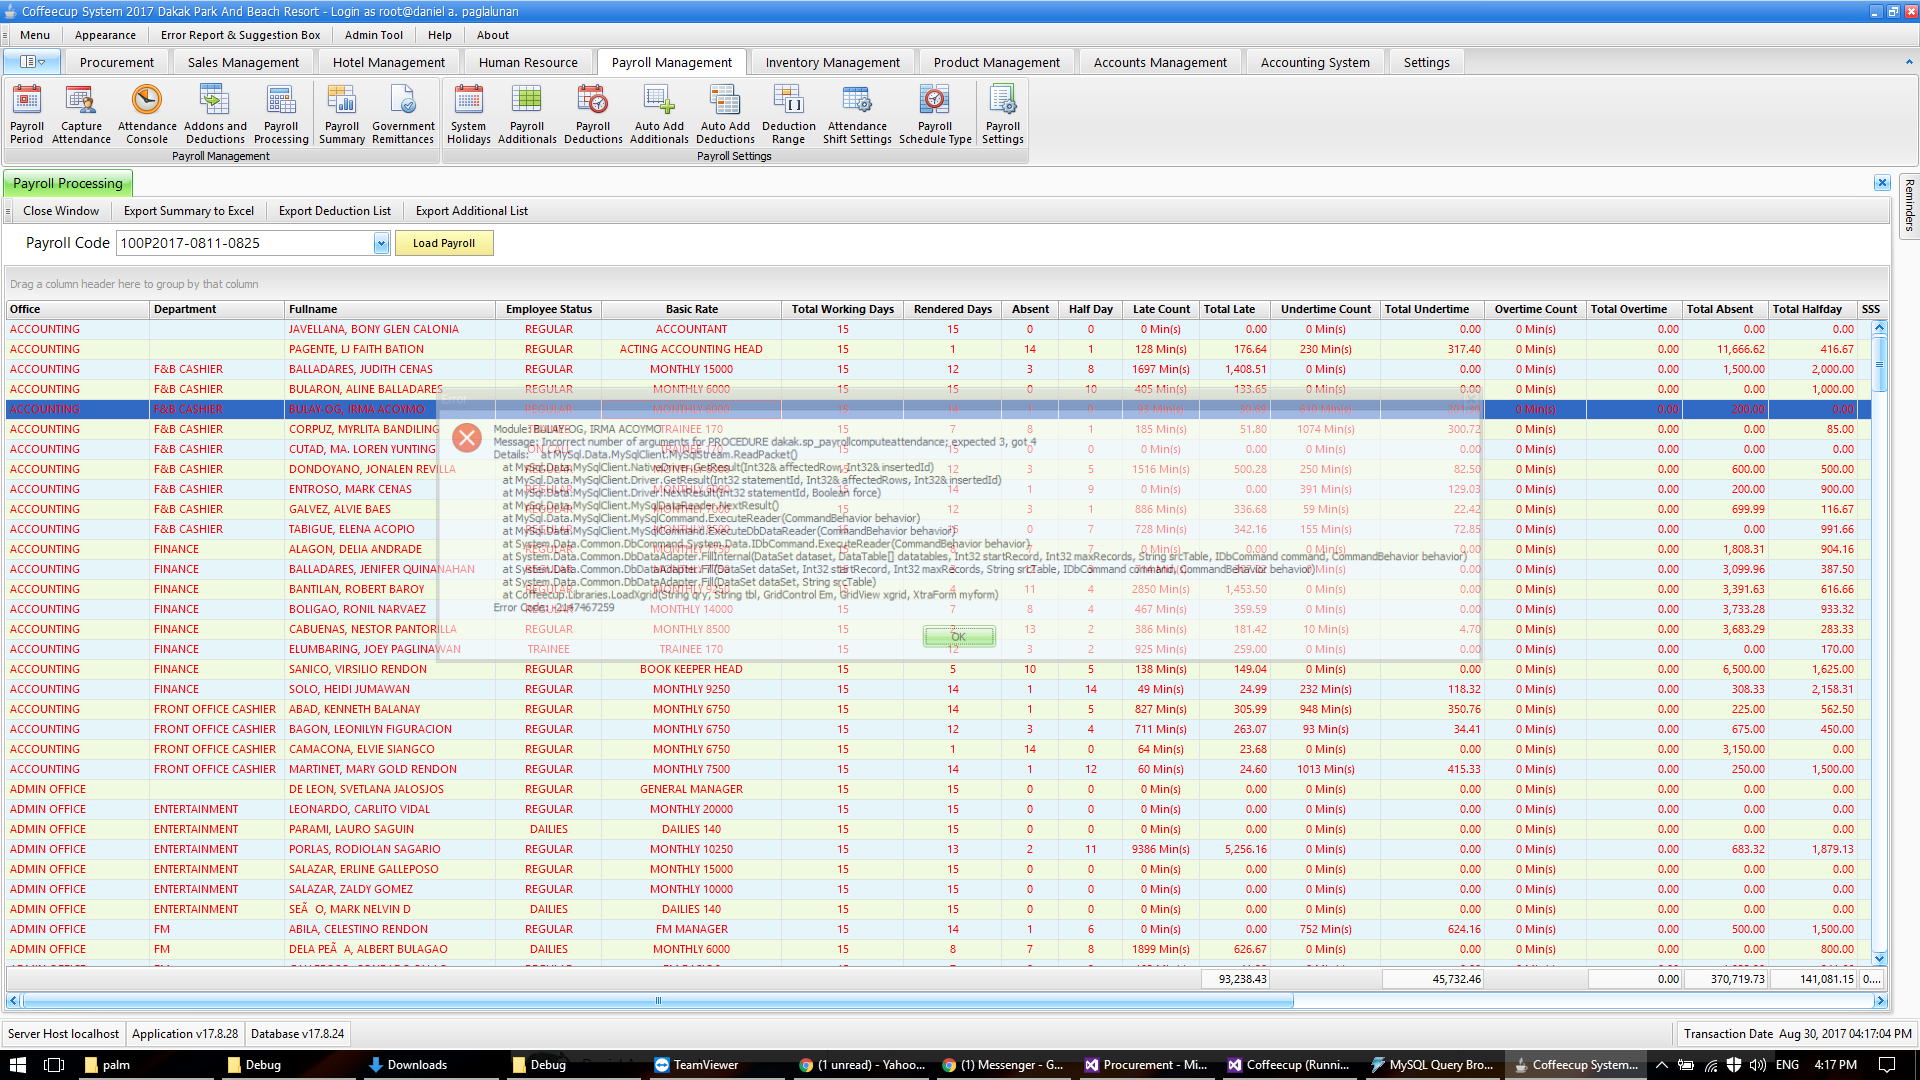 Coffeecup System 2017 Dakak Park And Beach Resort - Login as root@daniel a. paglalunan
Menu Appearance Error Report & Suggestion Box Admin Tool Help About
Procurement Sales Management Hotel Management Human Resource Payroll Management Inventory Management Product Management Accounts Management Accounting System Settings
Payroll Period Capture Attendance Attendance Console Addons and Deductions Payroll Processing Payroll Summary Government Remittances System Holidays Payroll Additionals Payroll Deductions Auto Add Additionals Auto Add Deductions Deduction Range Attendance Shift Settings Payroll Schedule Type Payroll Settings
Payroll Management Payroll Settings
Payroll Processing
Reminders
Close Window Export Summary to Excel Export Deduction List Export Additional List
Payroll Code 100P2017-0811-0825 Load Payroll
Drag a column header here to group by that column
Office Department Fullname Employee Status Basic Rate Total Working Days Rendered Days Absent Half Day Late Count Total Late Undertime Count Total Undertime Overtime Count Total Overtime Total Absent Total Halfday SSS
ACCOUNTING JAVELLANA, BONY GLEN CALONIA REGULAR ACCOUNTANT 15 15 0 0 0 Min(s) 0.00 0 Min(s) 0.00 0 Min(s) 0.00 0.00 0.00
ACCOUNTING PAGENTE, LJ FAITH BATION REGULAR ACTING ACCOUNTING HEAD 15 1 14 1 128 Min(s) 176.64 230 Min(s) 317.40 0 Min(s) 0.00 11,666.62 416.67
ACCOUNTING F&B CASHIER BALLADARES, JUDITH CENAS REGULAR MONTHLY 15000 15 12 3 8 1697 Min(s) 1,408.51 0 Min(s) 0.00 0 Min(s) 0.00 1,500.00 2,000.00
ACCOUNTING F&B CASHIER BULARON, ALINE BALLADARES REGULAR MONTHLY 6000 15 15 0 10 405 Min(s) 133.65 0 Min(s) 0.00 0 Min(s) 0.00 0.00 1,000.00
ACCOUNTING F&B CASHIER BULAY-OG, IRMA ACOYMO REGULAR MONTHLY 6000 15 14 1 0 93 Min(s) 30.69 610 Min(s) 0 Min(s) 0.00 200.00 0.00
ACCOUNTING F&B CASHIER CORPUZ, MYRLITA BANDILING TRAINEE 170 15 7 8 1 185 Min(s) 51.80 1074 Min(s) 300.72 0 Min(s) 0.00 0.00 85.00
ACCOUNTING F&B CASHIER CUTAD, MA. LOREN YUNTING 15 0 Min(s) 0.00 0 Min(s) 0.00 0 Min(s) 0.00 0.00 0.00
ACCOUNTING F&B CASHIER DONDOYANO, JONALEN REVILLA 15 12 3 5 1516 Min(s) 500.28 250 Min(s) 82.50 0 Min(s) 0.00 600.00 500.00
ACCOUNTING F&B CASHIER ENTROSO, MARK CENAS REGULAR 15 14 1 9 0 Min(s) 0.00 391 Min(s) 129.03 0 Min(s) 0.00 200.00 900.00
ACCOUNTING F&B CASHIER GALVEZ, ALVIE BAES REGULAR 15 12 3 1 886 Min(s) 336.68 59 Min(s) 22.42 0 Min(s) 0.00 699.99 116.67
ACCOUNTING F&B CASHIER TABIGUE, ELENA ACOPIO 15 0 7 728 Min(s) 342.16 155 Min(s) 72.85 0 Min(s) 0.00 0.00 991.66
ACCOUNTING FINANCE ALAGON, DELIA ANDRADE 0.00 0 Min(s) 0.00 1,808.31 904.16
ACCOUNTING FINANCE BALLADARES, JENIFER QUINANAHAN 0.00 0 Min(s) 0.00 3,099.96 387.50
ACCOUNTING FINANCE BANTILAN, ROBERT BAROY REGULAR MONTHLY 9250 15 4 11 4 2850 Min(s) 1,453.50 0 Min(s) 0.00 0 Min(s) 0.00 3,391.63 616.66
ACCOUNTING FINANCE BOLIGAO, RONIL NARVAEZ REGULAR MONTHLY 14000 15 7 8 4 467 Min(s) 359.59 0 Min(s) 0.00 0 Min(s) 0.00 3,733.28 933.32
ACCOUNTING FINANCE CABUENAS, NESTOR PANTORILLA REGULAR MONTHLY 8500 15 2 13 2 386 Min(s) 181.42 10 Min(s) 4.70 0 Min(s) 0.00 3,683.29 283.33
ACCOUNTING FINANCE ELUMBARING, JOEY PAGLINAWAN TRAINEE TRAINEE 170 15 12 3 2 925 Min(s) 259.00 0 Min(s) 0.00 0 Min(s) 0.00 0.00 170.00
ACCOUNTING FINANCE SANICO, VIRSILIO RENDON REGULAR BOOK KEEPER HEAD 15 5 10 5 138 Min(s) 149.04 0 Min(s) 0.00 0 Min(s) 0.00 6,500.00 1,625.00
ACCOUNTING FINANCE SOLO, HEIDI JUMAWAN REGULAR MONTHLY 9250 15 14 1 14 49 Min(s) 24.99 232 Min(s) 118.32 0 Min(s) 0.00 308.33 2,158.31
ACCOUNTING FRONT OFFICE CASHIER ABAD, KENNETH BALANAY REGULAR MONTHLY 6750 15 14 1 5 827 Min(s) 305.99 948 Min(s) 350.76 0 Min(s) 0.00 225.00 562.50
ACCOUNTING FRONT OFFICE CASHIER BAGON, LEONILYN FIGURACION REGULAR MONTHLY 6750 15 12 3 4 711 Min(s) 263.07 93 Min(s) 34.41 0 Min(s) 0.00 675.00 450.00
ACCOUNTING FRONT OFFICE CASHIER CAMACONA, ELVIE SIANGCO REGULAR MONTHLY 6750 15 1 14 0 64 Min(s) 23.68 0 Min(s) 0.00 0 Min(s) 0.00 3,150.00 0.00
ACCOUNTING FRONT OFFICE CASHIER MARTINET, MARY GOLD RENDON REGULAR MONTHLY 7500 15 14 1 12 60 Min(s) 24.60 1013 Min(s) 415.33 0 Min(s) 0.00 250.00 1,500.00
ADMIN OFFICE DE LEON, SVETLANA JALOSJOS REGULAR GENERAL MANAGER 15 15 0 0 0 Min(s) 0.00 0 Min(s) 0.00 0 Min(s) 0.00 0.00 0.00
ADMIN OFFICE ENTERTAINMENT LEONARDO, CARLITO VIDAL REGULAR MONTHLY 20000 15 15 0 0 0 Min(s) 0.00 0 Min(s) 0.00 0 Min(s) 0.00 0.00 0.00
ADMIN OFFICE ENTERTAINMENT PARAMI, LAURO SAGUIN DAILIES DAILIES 140 15 15 0 0 0 Min(s) 0.00 0 Min(s) 0.00 0 Min(s) 0.00 0.00 0.00
ADMIN OFFICE ENTERTAINMENT PORLAS, RODIOLAN SAGARIO REGULAR MONTHLY 10250 15 13 2 11 9386 Min(s) 5,256.16 0 Min(s) 0.00 0 Min(s) 0.00 683.32 1,879.13
ADMIN OFFICE ENTERTAINMENT SALAZAR, ERLINE GALLEPOSO REGULAR MONTHLY 15000 15 15 0 0 0 Min(s) 0.00 0 Min(s) 0.00 0 Min(s) 0.00 0.00 0.00
ADMIN OFFICE ENTERTAINMENT SALAZAR, ZALDY GOMEZ REGULAR MONTHLY 10000 15 15 0 0 0 Min(s) 0.00 0 Min(s) 0.00 0 Min(s) 0.00 0.00 0.00
ADMIN OFFICE ENTERTAINMENT SEÃ O, MARK NELVIN D DAILIES DAILIES 140 15 15 0 0 0 Min(s) 0.00 0 Min(s) 0.00 0 Min(s) 0.00 0.00 0.00
ADMIN OFFICE FM ABILA, CELESTINO RENDON REGULAR FM MANAGER 15 14 1 6 0 Min(s) 0.00 752 Min(s) 624.16 0 Min(s) 0.00 500.00 1,500.00
ADMIN OFFICE FM DELA PEÃ A, ALBERT BULAGAO DAILIES MONTHLY 6000 15 8 7 8 1899 Min(s) 626.67 0 Min(s) 0.00 0 Min(s) 0.00 0.00 800.00
93,238.43 45,732.46 0.00 370,719.73 141,081.15 0....
Error
Module: BULAY-OG, IRMA ACOYMO
Message: Incorrect number of arguments for PROCEDURE dakak.sp_payrollcomputeattendance; expected 3, got 4
Details: at MySql.Data.MySqlClient.MySqlStream.ReadPacket()
at MySql.Data.MySqlClient.NativeDriver.GetResult(Int32& affectedRow, Int32& insertedId)
at MySql.Data.MySqlClient.Driver.GetResult(Int32 statementId, Int32& affectedRows, Int32& insertedId)
at MySql.Data.MySqlClient.Driver.NextResult(Int32 statementId, Boolean force)
at MySql.Data.MySqlClient.MySqlDataReader.NextResult()
at MySql.Data.MySqlClient.MySqlCommand.ExecuteReader(CommandBehavior behavior)
at MySql.Data.MySqlClient.MySqlCommand.ExecuteDbDataReader(CommandBehavior behavior)
at System.Data.Common.DbCommand.System.Data.IDbCommand.ExecuteReader(CommandBehavior behavior)
at System.Data.Common.DbDataAdapter.FillInternal(DataSet dataset, DataTable[] datatables, Int32 startRecord, Int32 maxRecords, String srcTable, IDbCommand command, CommandBehavior behavior)
at System.Data.Common.DbDataAdapter.Fill(DataSet dataSet, Int32 startRecord, Int32 maxRecords, String srcTable, IDbCommand command, CommandBehavior behavior)
at System.Data.Common.DbDataAdapter.Fill(DataSet dataSet, String srcTable)
at Coffeecup.Libraries.LoadXgrid(String qry, String tbl, GridControl Em, GridView xgrid, XtraForm myform)
Error Code: -2147467259
OK
Server Host localhost Application v17.8.28 Database v17.8.24 Transaction Date Aug 30, 2017 04:17:04 PM
palm Debug Downloads Debug TeamViewer (1 unread) - Yahoo... (1) Messenger - G... Procurement - Mi... Coffeecup (Runni... MySQL Query Bro... Coffeecup System... ENG 4:17 PM